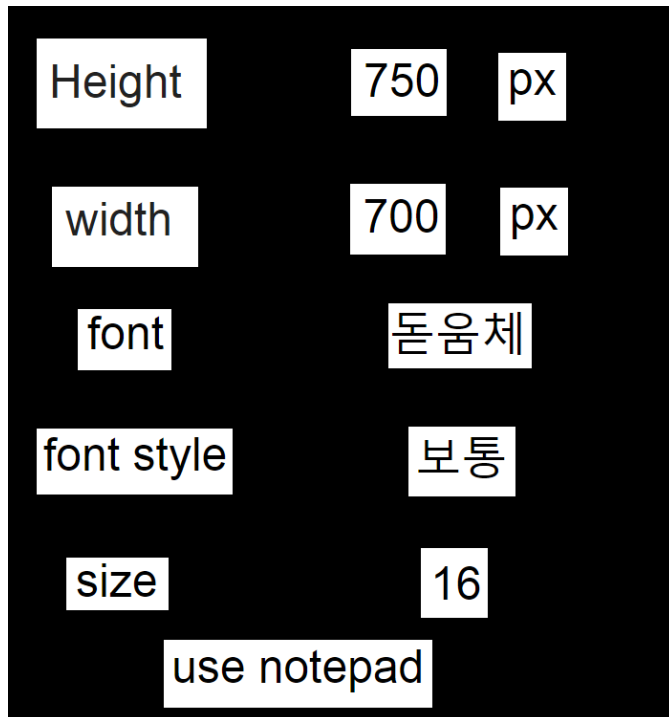 Height 750 px
width 700 px
font 돋움체
font style 보통
size 16
use notepad